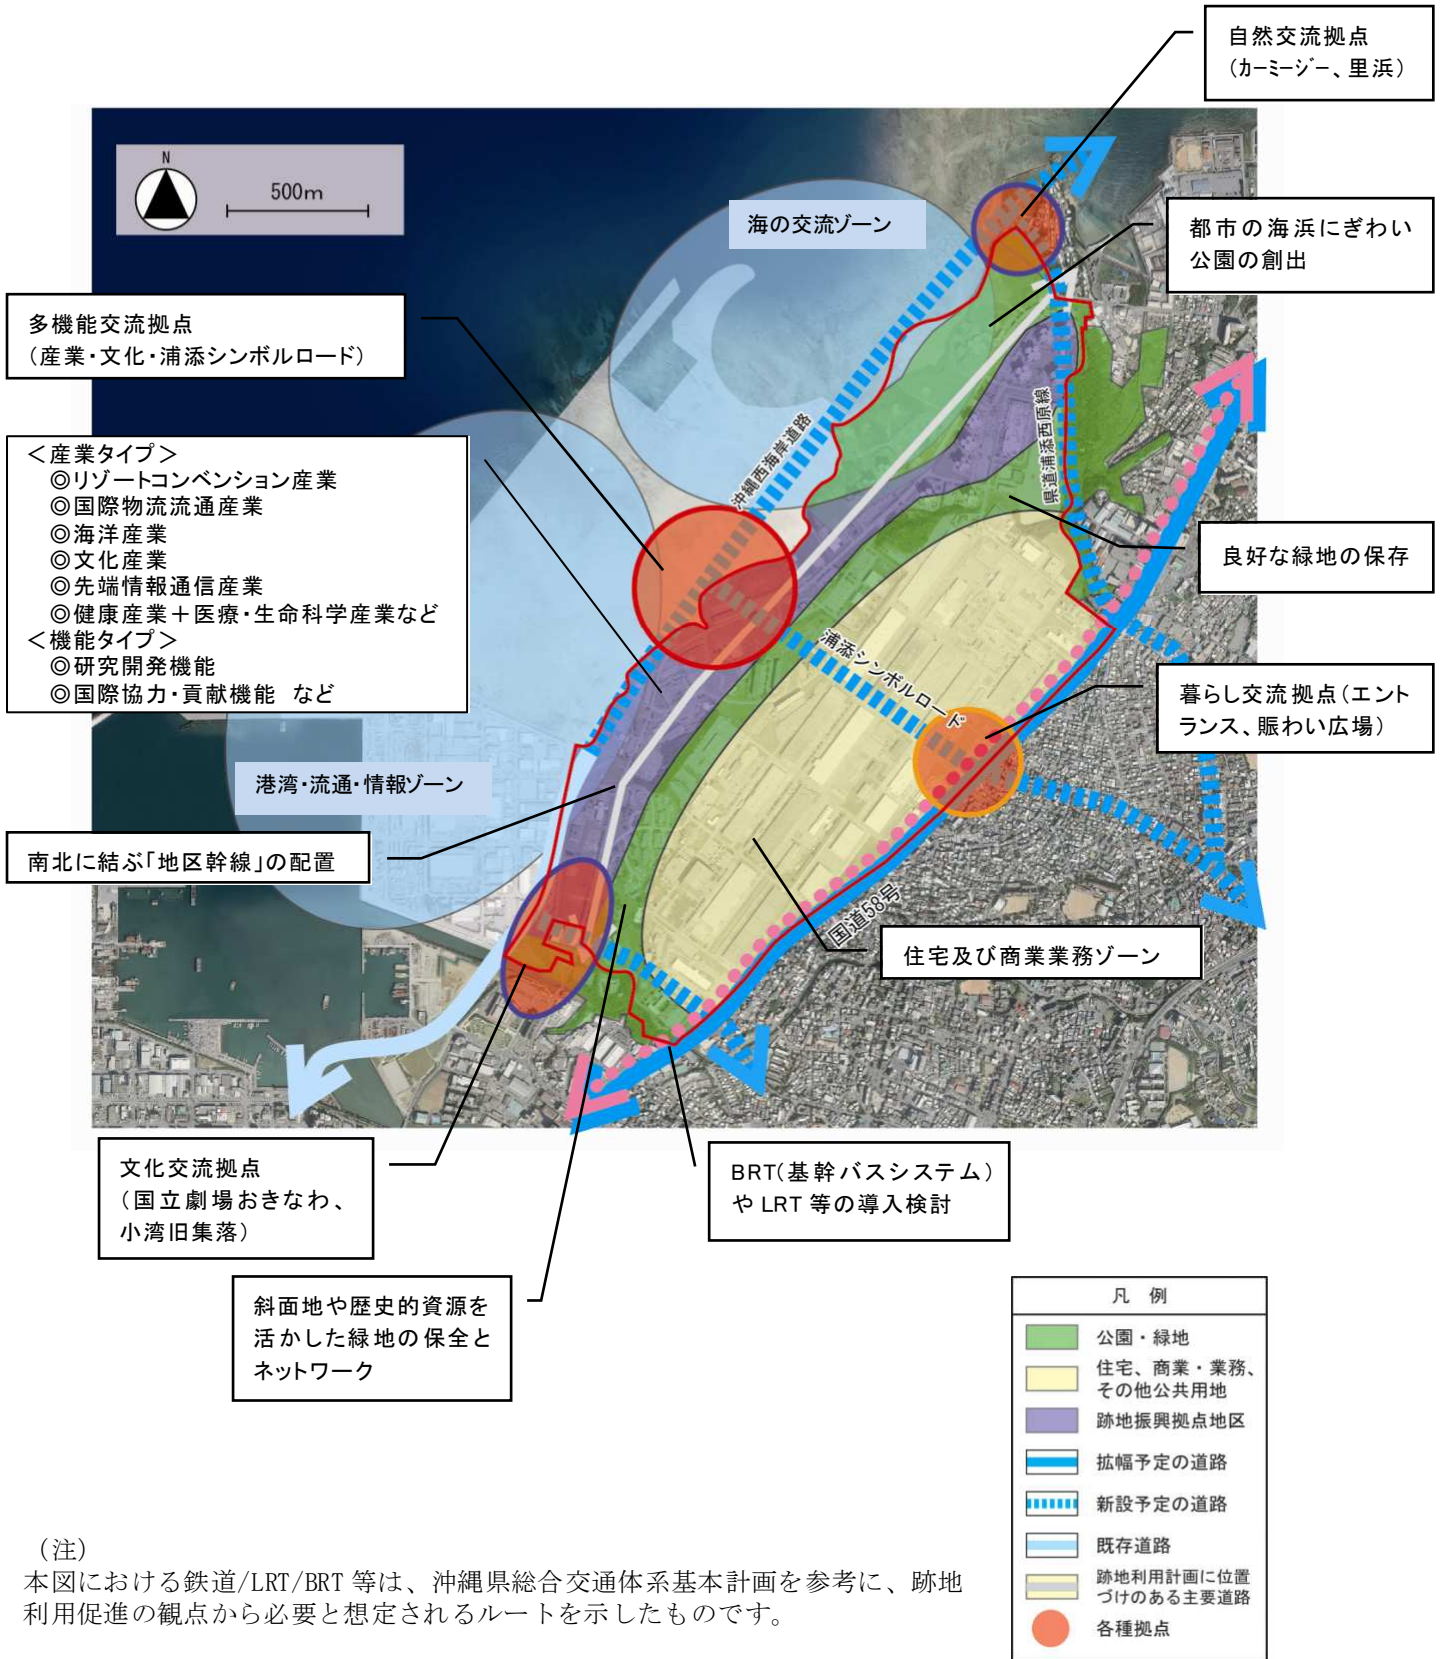 自然交流拠点
(カーミージー、里浜)
N
500m
海の交流ゾーン
都市の海浜にぎわい
公園の創出
多機能交流拠点
(産業・文化・浦添シンボルロード)
沖縄西海岸道路
県道浦添西原線
＜産業タイプ＞
◎リゾートコンベンション産業
◎国際物流流通産業
◎海洋産業
◎文化産業
◎先端情報通信産業
◎健康産業＋医療・生命科学産業など
＜機能タイプ＞
◎研究開発機能
◎国際協力・貢献機能 など
良好な緑地の保存
浦添シンボルロード
暮らし交流拠点(エント
ランス、賑わい広場)
港湾・流通・情報ゾーン
南北に結ぶ「地区幹線」の配置
国道58号
住宅及び商業業務ゾーン
文化交流拠点
(国立劇場おきなわ、
小湾旧集落)
BRT(基幹バスシステム)
や LRT 等の導入検討
斜面地や歴史的資源を
活かした緑地の保全と
ネットワーク
凡 例
公園・緑地
住宅、商業・業務、
その他公共用地
跡地振興拠点地区
拡幅予定の道路
新設予定の道路
既存道路
跡地利用計画に位置
づけのある主要道路
各種拠点
(注)
本図における鉄道/LRT/BRT 等は、沖縄県総合交通体系基本計画を参考に、跡地
利用促進の観点から必要と想定されるルートを示したものです。